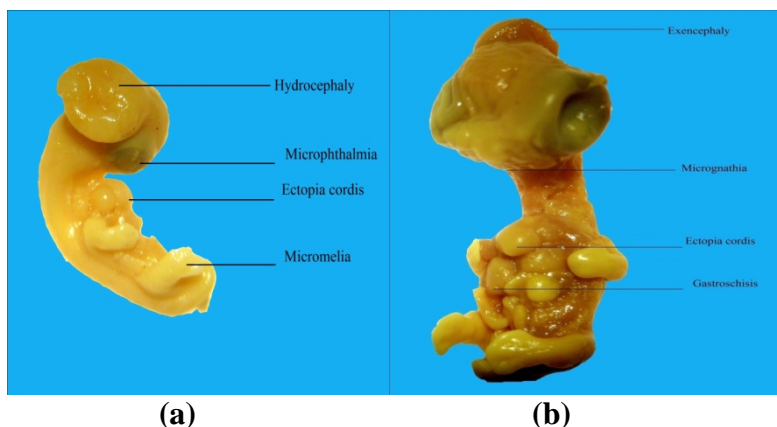 Hydrocephaly
Microphthalmia
Ectopia cordis
Micromelia
Exencephaly
Micrognathia
Ectopia cordis
Gastroschisis
(a)
(b)